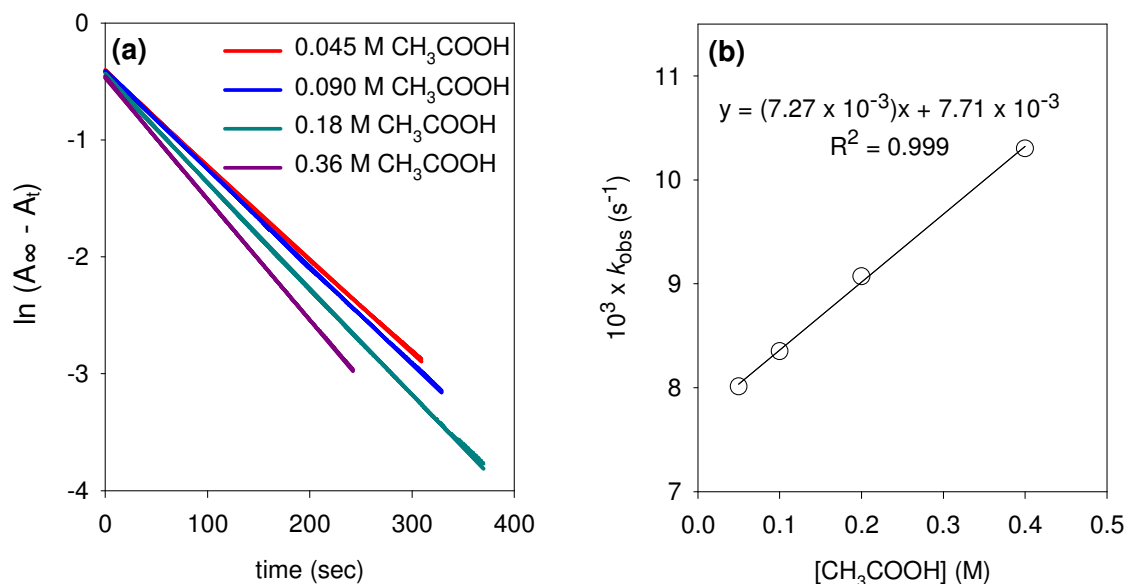 (a)
0.045 M CH₃COOH
0.090 M CH₃COOH
0.18 M CH₃COOH
0.36 M CH₃COOH
ln (A∞ - Aₜ)
0
-1
-2
-3
-4
0 100 200 300 400
time (sec)
(b)
y = (7.27 x 10⁻³)x + 7.71 x 10⁻³
R² = 0.999
10³ x k_obs (s⁻¹)
11
10
9
8
7
0.0 0.1 0.2 0.3 0.4 0.5
[CH₃COOH] (M)